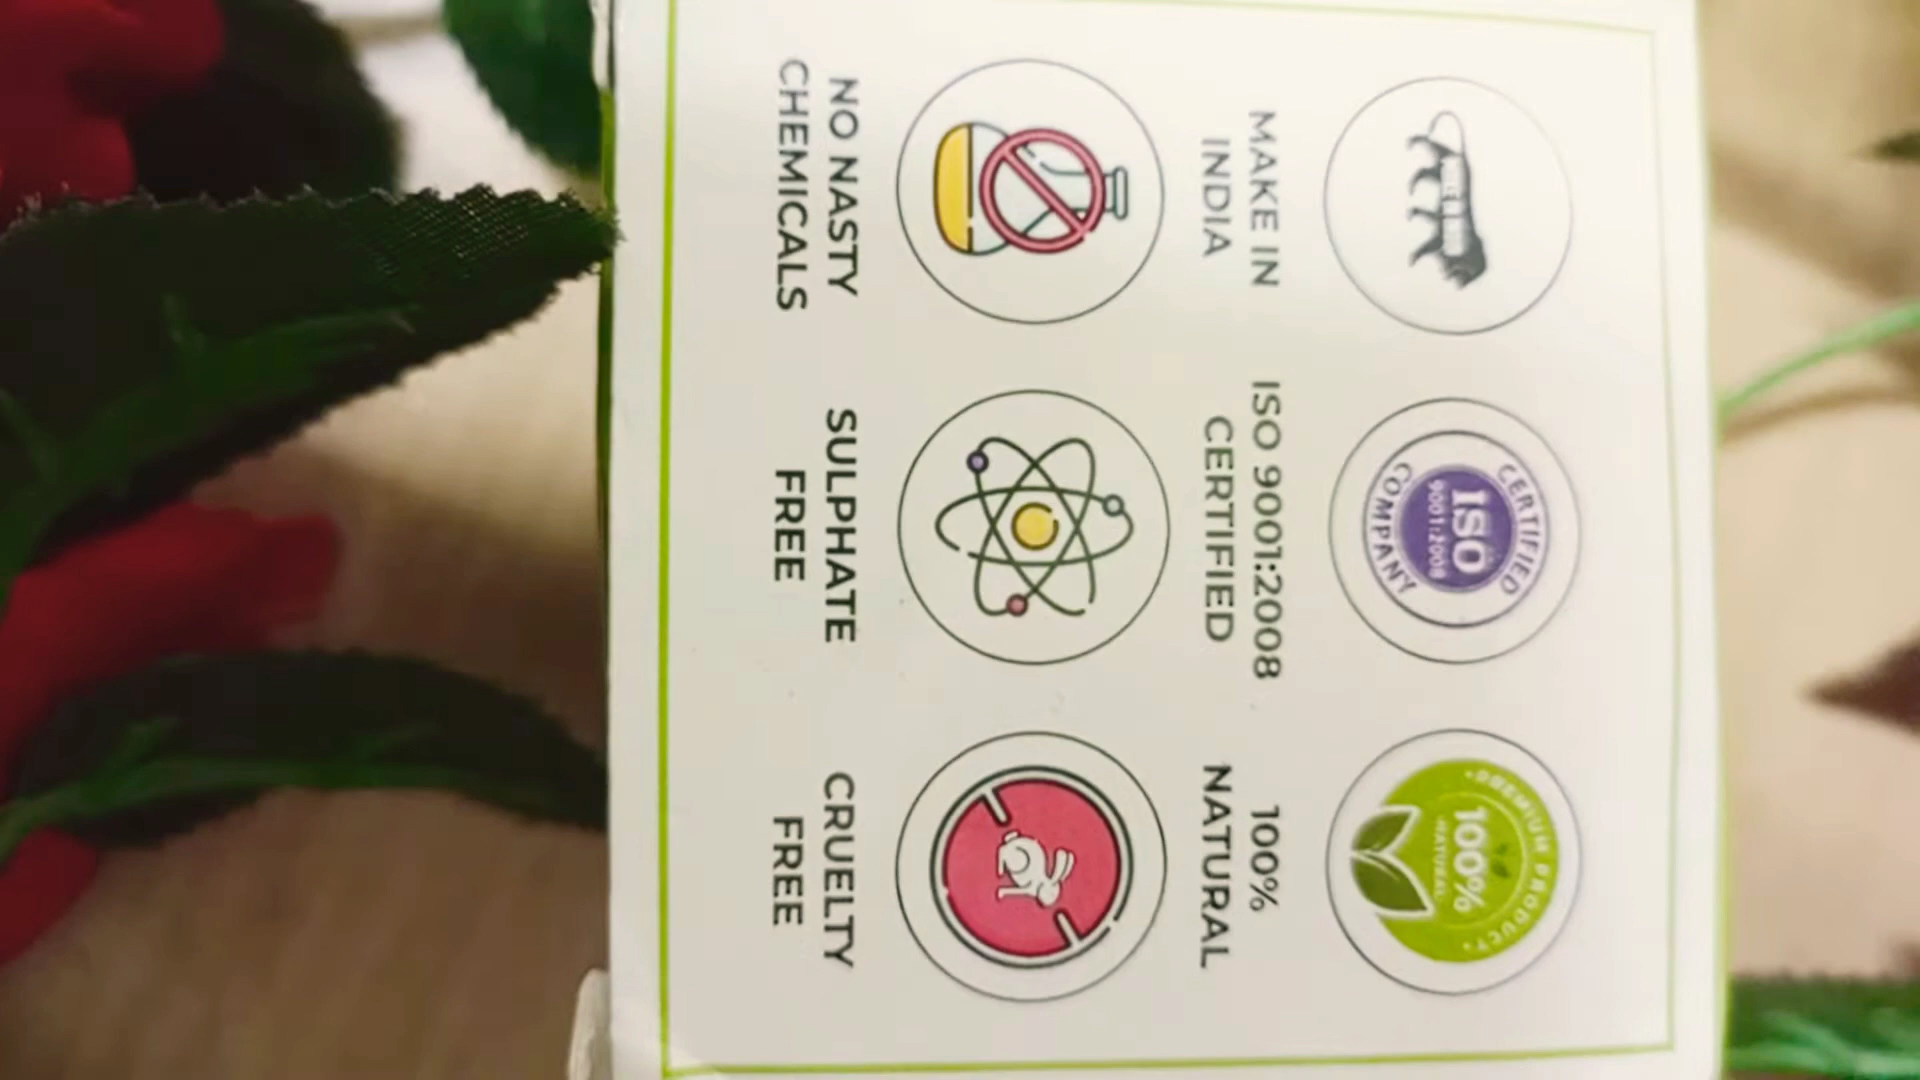 MAKE IN
INDIA
CERTIFIED
ISO
9001:2008
COMPANY
ISO 9001:2008
CERTIFIED
PREMIUM PRODUCT
100%
NATURAL
100%
NATURAL
NO NASTY
CHEMICALS
SULPHATE
FREE
CRUELTY
FREE